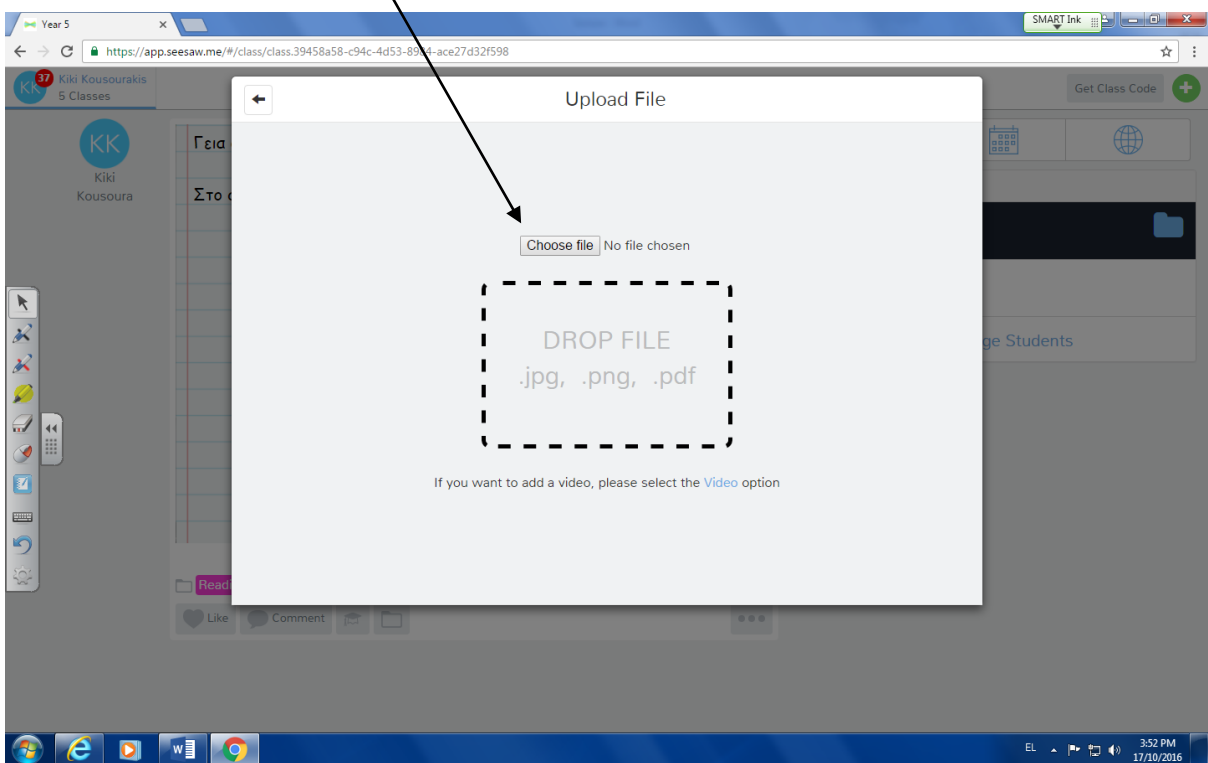 Year 5
SMART Ink
https://app.seesaw.me/#/class/class.39458a58-c94c-4d53-8984-ace27d32f598
37
KK
Kiki Kousourakis
5 Classes
Upload File
Get Class Code
KK
Kiki
Kousoura
Γεια
Στο
Choose file No file chosen
DROP FILE
.jpg, .png, .pdf
ge Students
If you want to add a video, please select the Video option
Readi
Like
Comment
EL
3:52 PM
17/10/2016